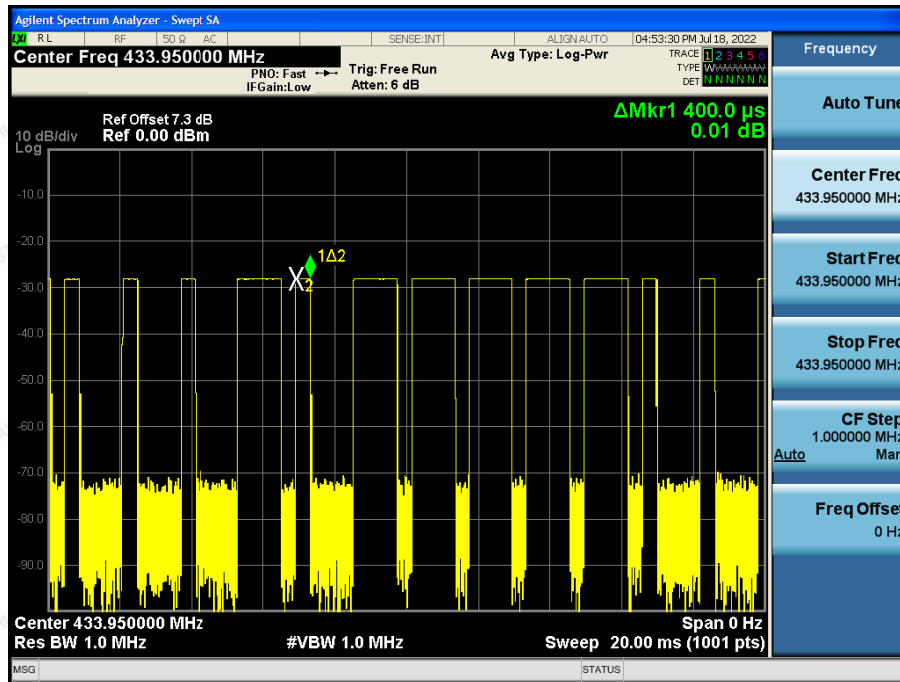 Agilent Spectrum Analyzer - Swept SA
LXI RL RF 50 Ω AC SENSE:INT ALIGN AUTO 04:53:30 PM Jul 18, 2022
Center Freq 433.950000 MHz
PNO: Fast
IFGain:Low
Trig: Free Run
Atten: 6 dB
Avg Type: Log-Pwr
TRACE 1 2 3 4 5 6
TYPE WWWWWW
DET N N N N N N
ΔMkr1 400.0 µs
0.01 dB
Ref Offset 7.3 dB
10 dB/div Ref 0.00 dBm
Log
-10.0
-20.0
-30.0
-40.0
-50.0
-60.0
-70.0
-80.0
-90.0
1Δ2
X2
Center 433.950000 MHz Span 0 Hz
Res BW 1.0 MHz #VBW 1.0 MHz Sweep 20.00 ms (1001 pts)
MSG STATUS
Frequency
Auto Tune
Center Freq
433.950000 MHz
Start Freq
433.950000 MHz
Stop Freq
433.950000 MHz
CF Step
1.000000 MHz
Auto Man
Freq Offset
0 Hz